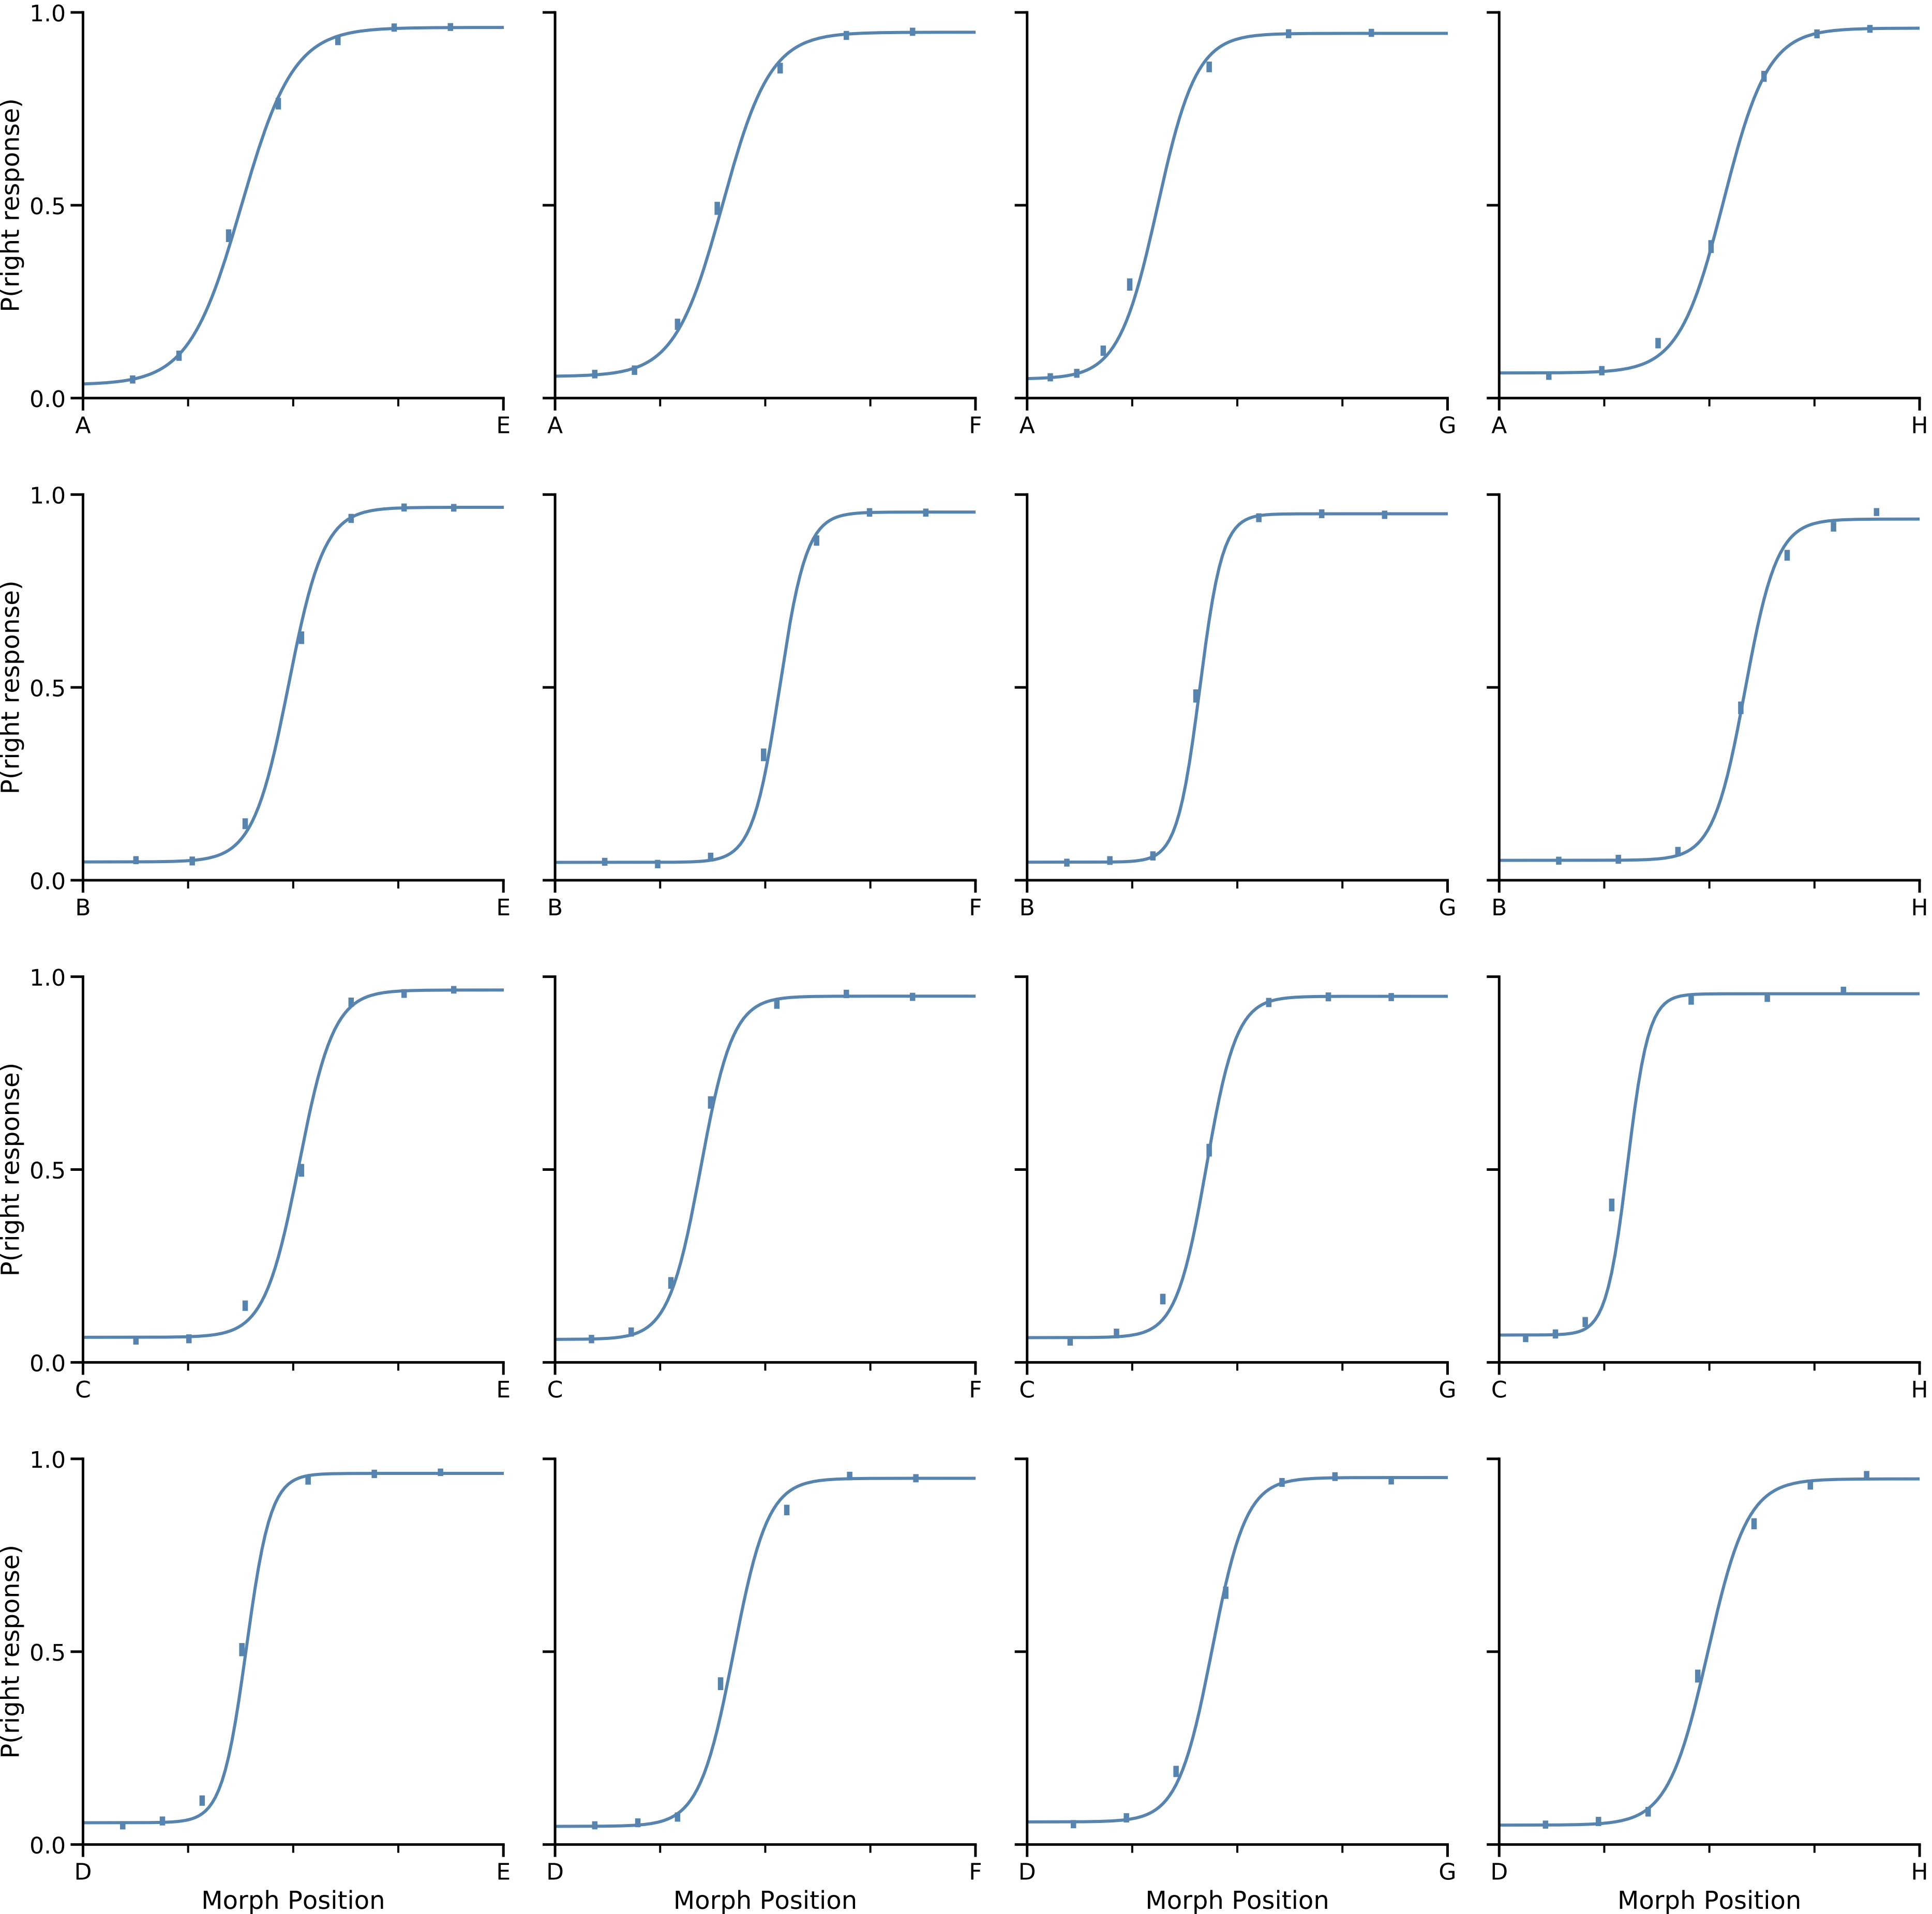 1.0
P(right response)
0.5
0.0
A E A F A G A H
1.0
P(right response)
0.5
0.0
B E B F B G B H
1.0
P(right response)
0.5
0.0
C E C F C G C H
1.0
P(right response)
0.5
0.0
D E D F D G D H
Morph Position Morph Position Morph Position Morph Position